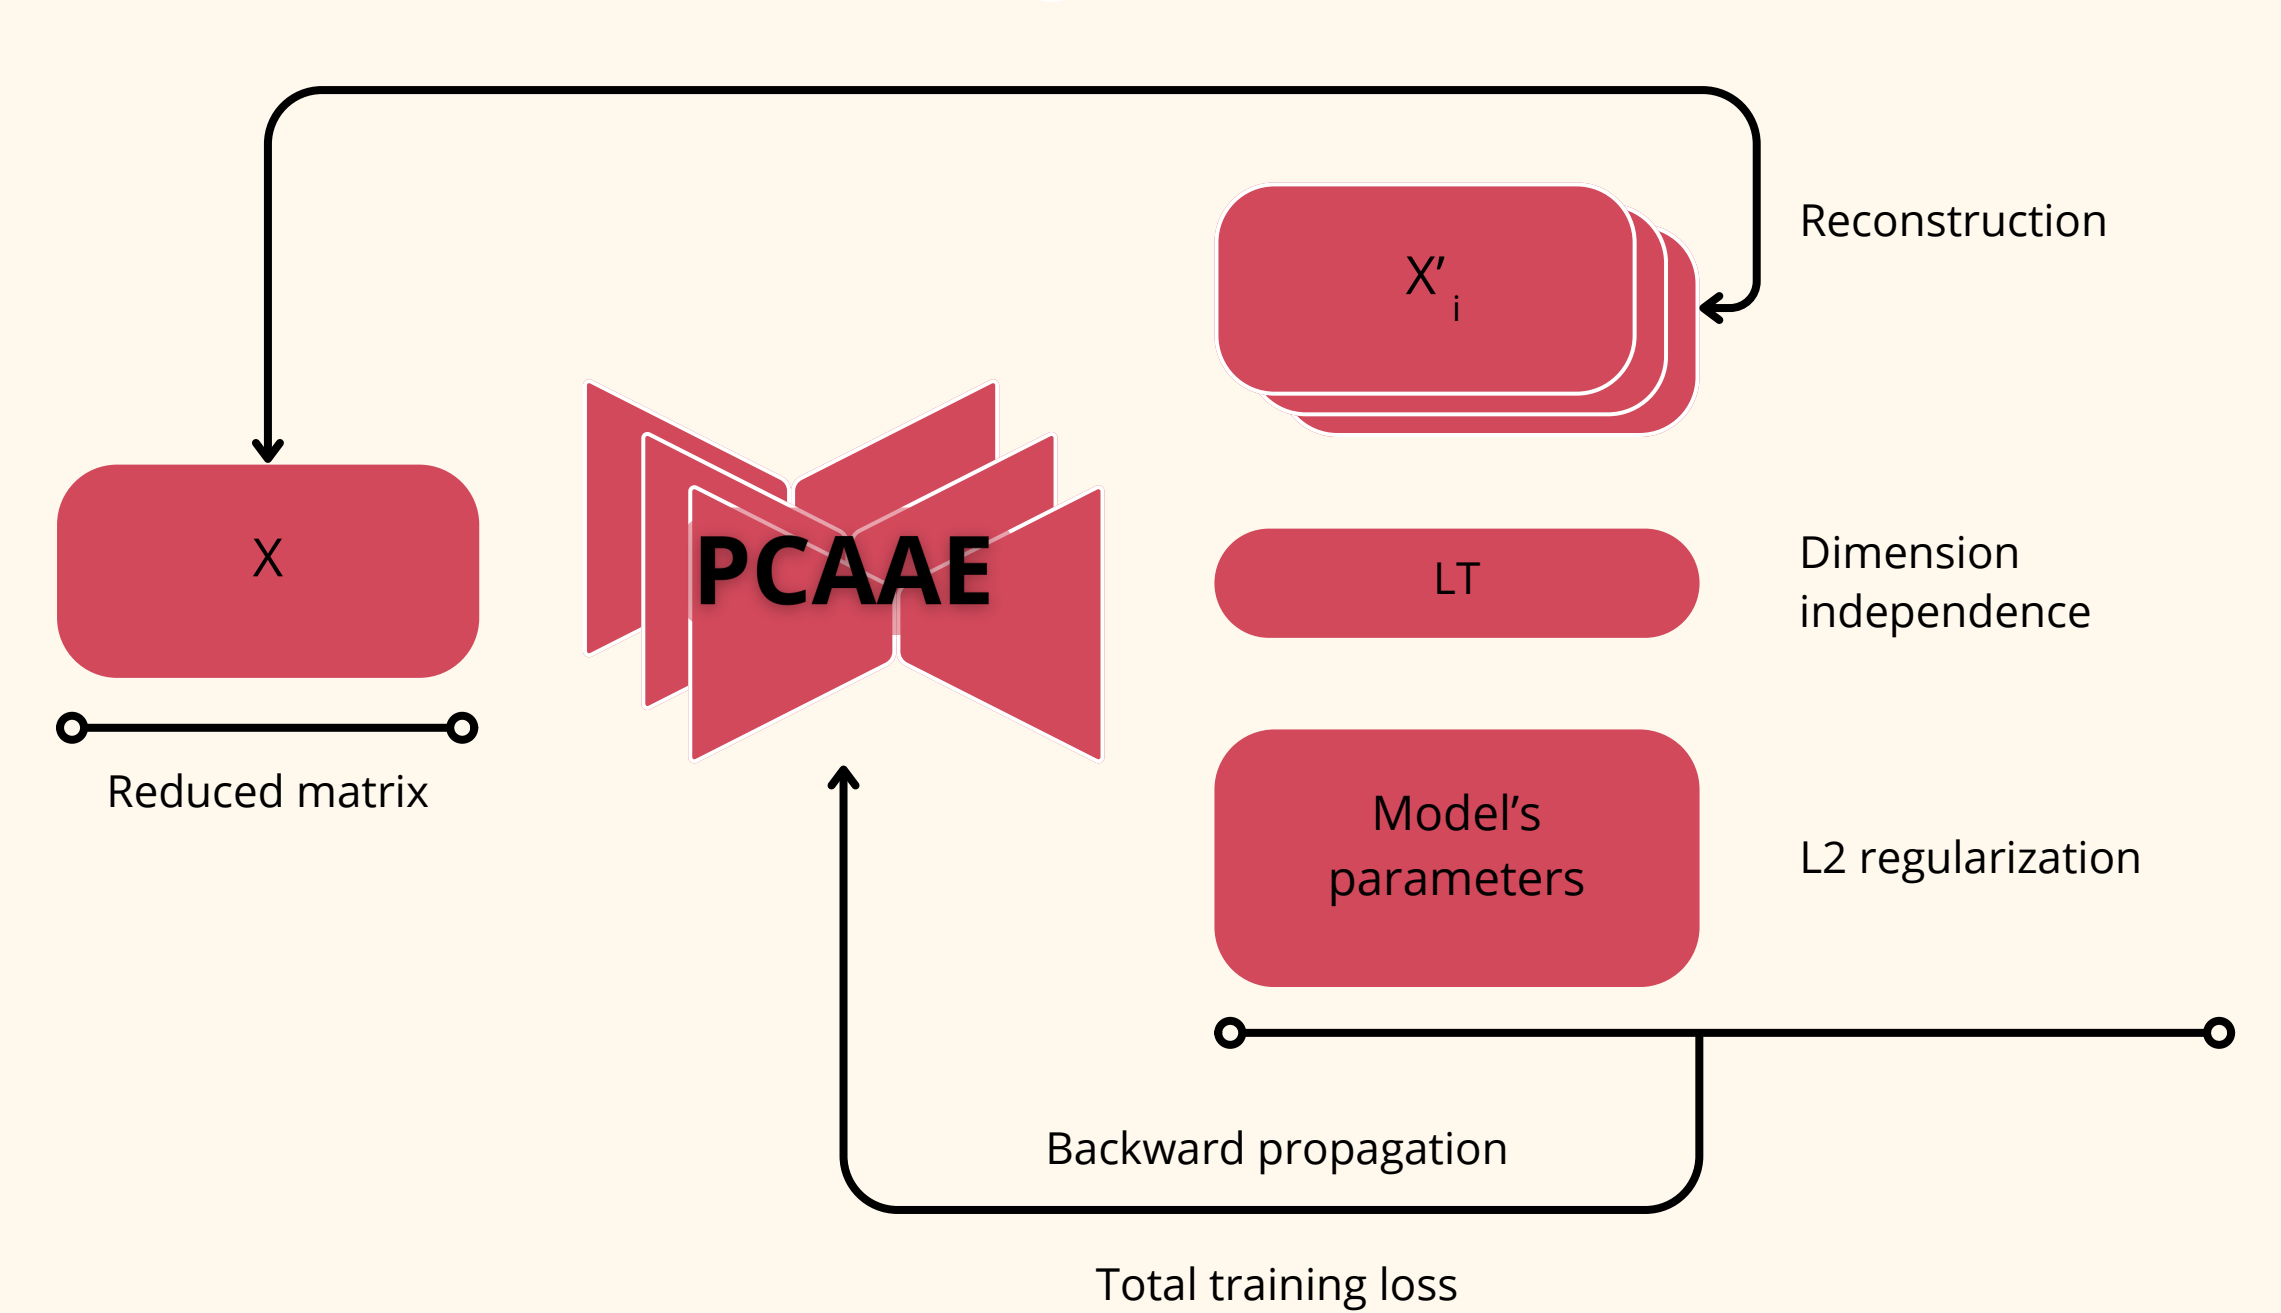 Reconstruction
X’
i
X
PCAAE
LT
Dimension
independence
Reduced matrix
Model’s
parameters
L2 regularization
Backward propagation
Total training loss